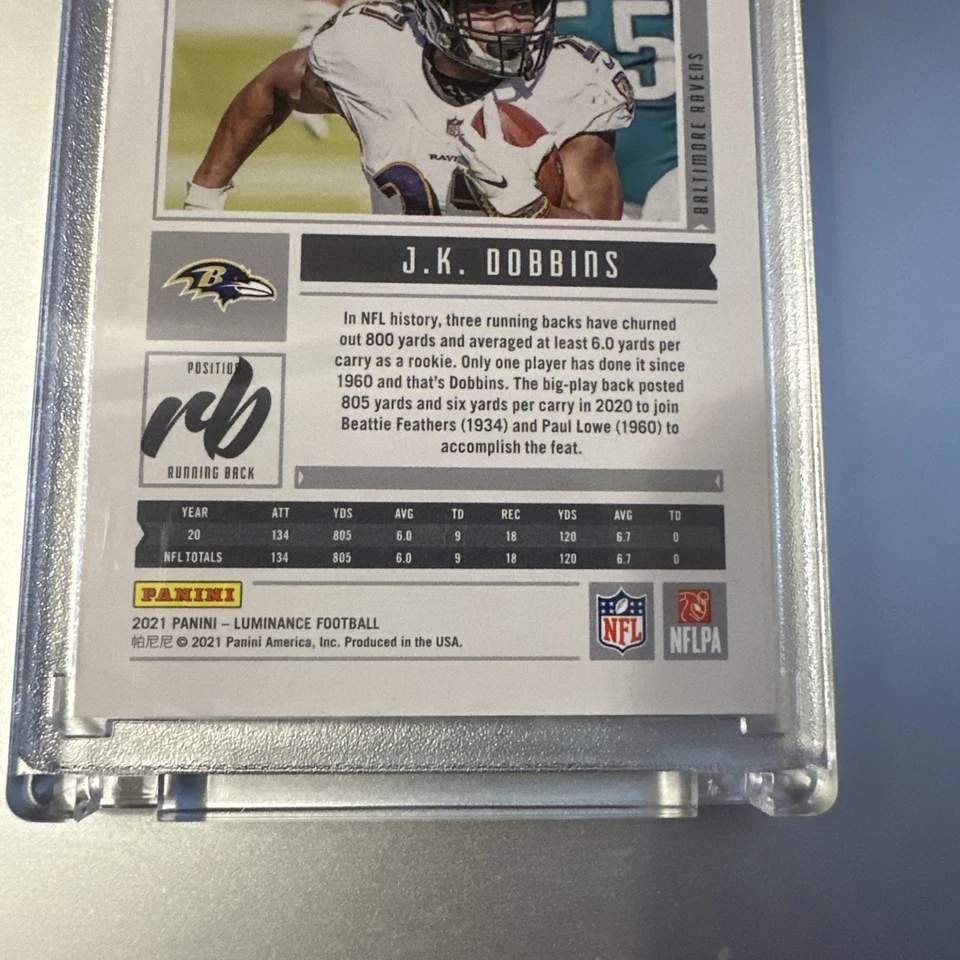 55
RAVENS
BALTIMORE RAVENS
B
J.K. DOBBINS
In NFL history, three running backs have churned
out 800 yards and averaged at least 6.0 yards per
carry as a rookie. Only one player has done it since
1960 and that's Dobbins. The big-play back posted
805 yards and six yards per carry in 2020 to join
Beattie Feathers (1934) and Paul Lowe (1960) to
accomplish the feat.
POSITION
rb
RUNNING BACK
YEAR ATT YDS AVG TD REC YDS AVG TD
20 134 805 6.0 9 18 120 6.7 0
NFL TOTALS 134 805 6.0 9 18 120 6.7 0
PANINI
2021 PANINI – LUMINANCE FOOTBALL
帕尼尼 © 2021 Panini America, Inc. Produced in the USA.
NFL
NFLPA